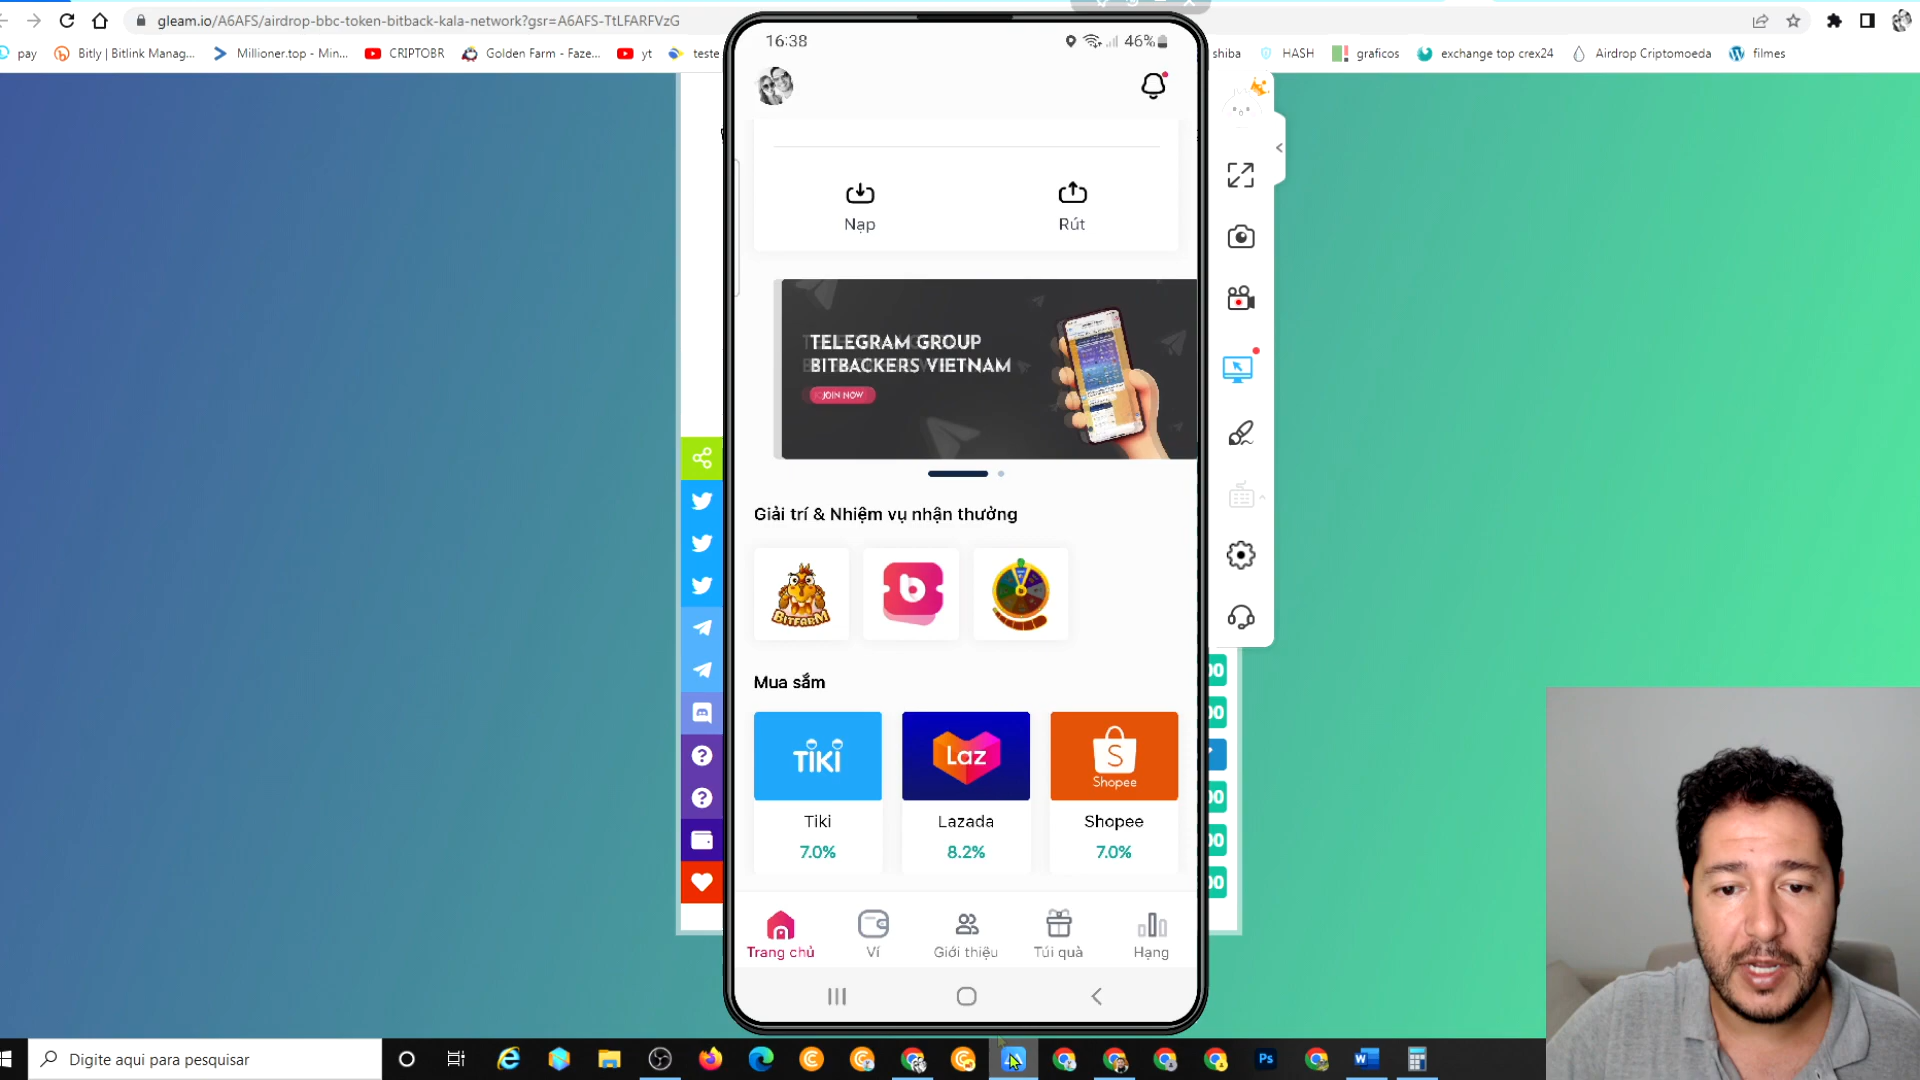 gleam.io/A6AFS/airdrop-bbc-token-bitback-kala-network?gsr=A6AFS-TtLFARFVzG
pay
Bitly | Bitlink Manag...
Millioner.top - Min...
CRIPTOBR
Golden Farm - Faze...
yt
teste
shiba
HASH
graficos
exchange top crex24
Airdrop Criptomoeda
filmes
16:38
46%
Nạp
Rút
TELEGRAM GROUP
BITBACKERS VIETNAM
JOIN NOW
Giải trí & Nhiệm vụ nhận thưởng
BITFARM
b
Mua sắm
TIKI
Laz
S
Shopee
Tiki
Lazada
Shopee
7.0%
8.2%
7.0%
Trang chủ
Ví
Giới thiệu
Túi quà
Hạng
Digite aqui para pesquisar
Ps